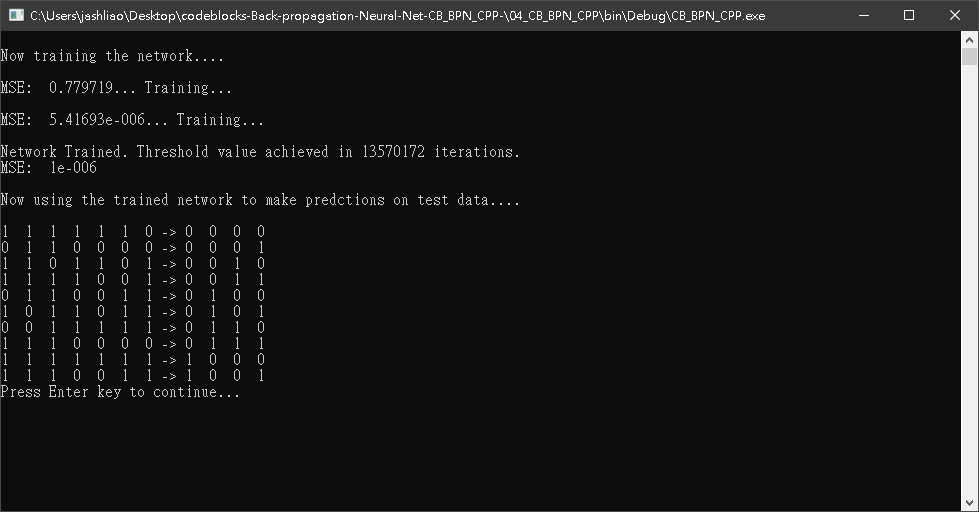 C:\Users\jashliao\Desktop\codeblocks-Back-propagation-Neural-Net-CB_BPN_CPP-\04_CB_BPN_CPP\bin\Debug\CB_BPN_CPP.exe
Now training the network....
MSE:  0.779719... Training...
MSE:  5.41693e-006... Training...
Network Trained. Threshold value achieved in 13570172 iterations.
MSE:  1e-006
Now using the trained network to make predctions on test data....
1  1  1  1  1  1  0 -> 0  0  0  0
0  1  1  0  0  0  0 -> 0  0  0  1
1  1  0  1  1  0  1 -> 0  0  1  0
1  1  1  1  0  0  1 -> 0  0  1  1
0  1  1  0  0  1  1 -> 0  1  0  0
1  0  1  1  0  1  1 -> 0  1  0  1
0  0  1  1  1  1  1 -> 0  1  1  0
1  1  1  0  0  0  0 -> 0  1  1  1
1  1  1  1  1  1  1 -> 1  0  0  0
1  1  1  0  0  1  1 -> 1  0  0  1
Press Enter key to continue...